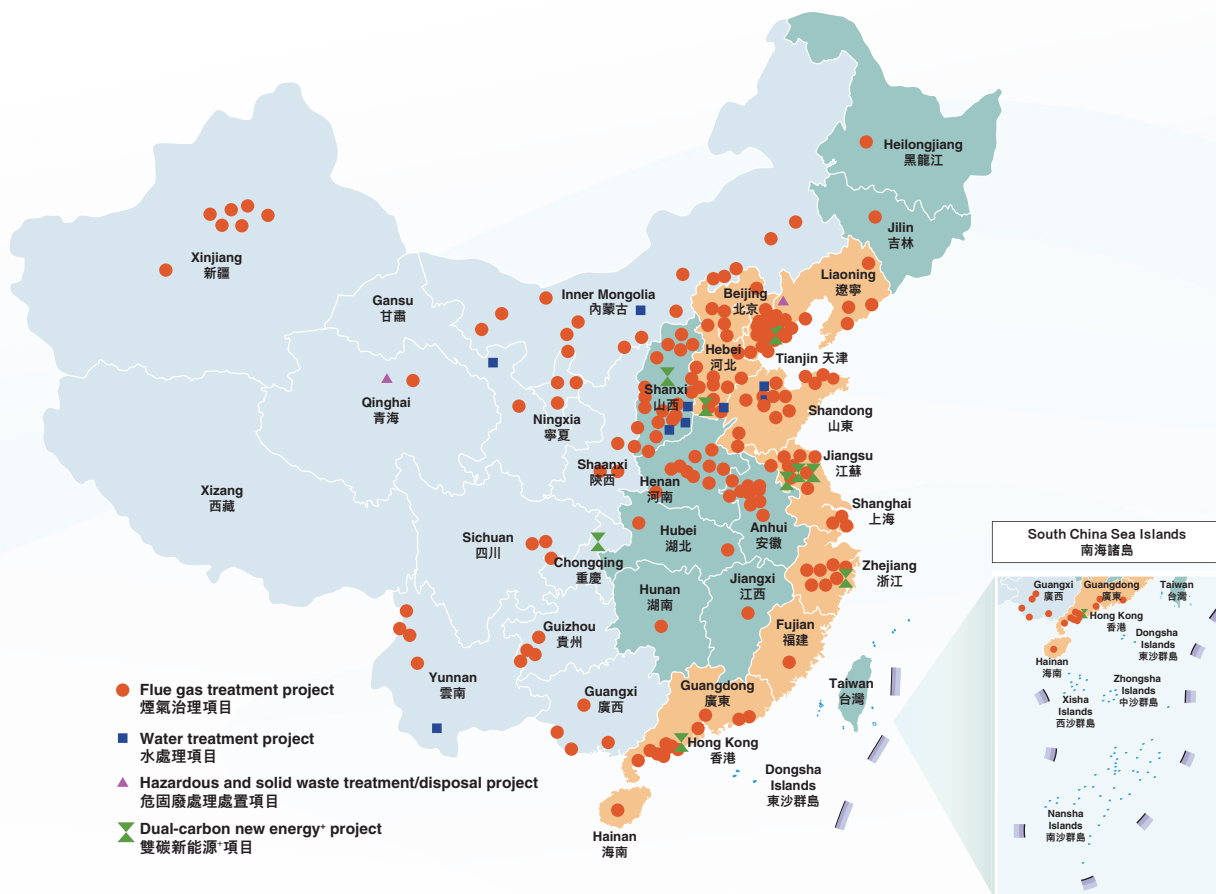 Heilongjiang
黑龍江
Jilin
吉林
Liaoning
遼寧
Xinjiang
新疆
Gansu
甘肅
Inner Mongolia
內蒙古
Beijing
北京
Hebei
河北
Tianjin 天津
Qinghai
青海
Ningxia
寧夏
Shanxi
山西
Shandong
山東
Shaanxi
陝西
Henan
河南
Jiangsu
江蘇
Xizang
西藏
Shanghai
上海
Sichuan
四川
Chongqing
重慶
Hubei
湖北
Anhui
安徽
Zhejiang
浙江
Hunan
湖南
Jiangxi
江西
Guizhou
貴州
Fujian
福建
Yunnan
雲南
Guangxi
廣西
Guangdong
廣東
Taiwan
台灣
Hong Kong
香港
Dongsha
Islands
東沙群島
Hainan
海南
Flue gas treatment project
煙氣治理項目
Water treatment project
水處理項目
Hazardous and solid waste treatment/disposal project
危固廢處理處置項目
Dual-carbon new energy⁺ project
雙碳新能源⁺項目
South China Sea Islands
南海諸島
Guangxi
廣西
Guangdong
廣東
Taiwan
台灣
Hong Kong
香港
Dongsha
Islands
東沙群島
Hainan
海南
Zhongsha
Islands
中沙群島
Xisha
Islands
西沙群島
Nansha
Islands
南沙群島